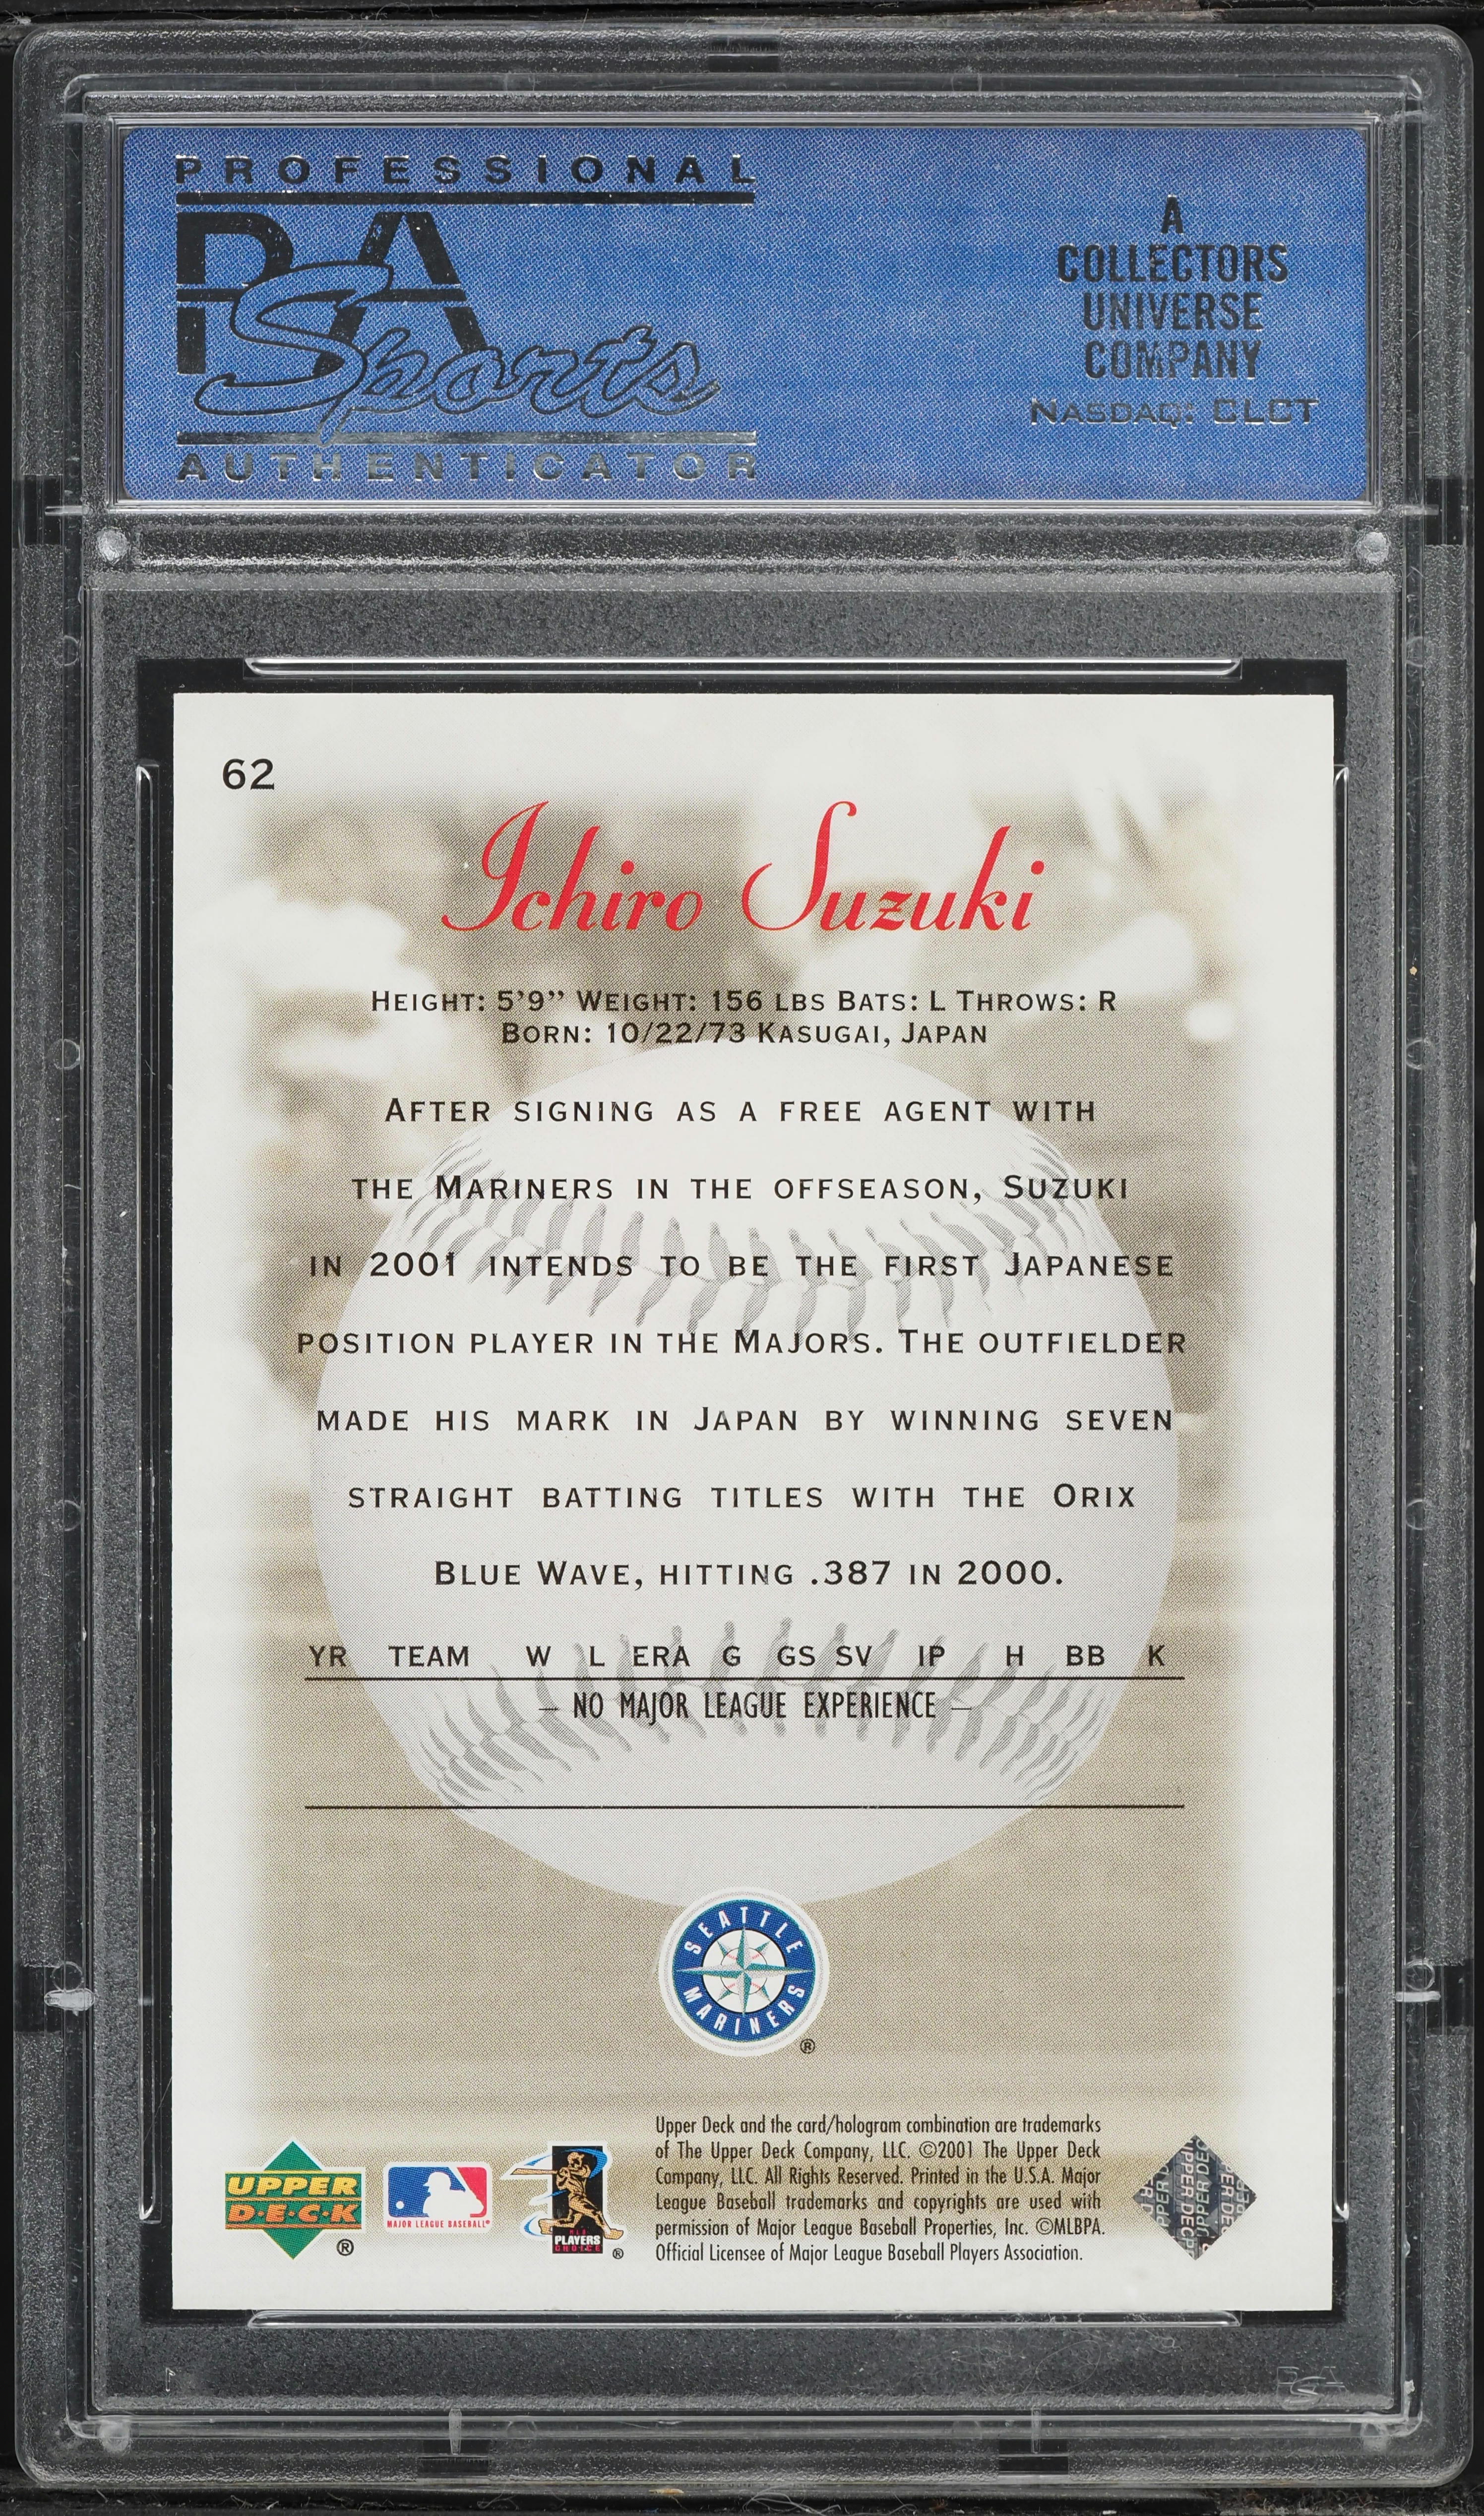 PROFESSIONAL
PSA
Sports
AUTHENTICATOR
A
COLLECTORS
UNIVERSE
COMPANY
NASDAQ: CLCT
62
Ichiro Suzuki
HEIGHT: 5'9" WEIGHT: 156 LBS BATS: L THROWS: R
BORN: 10/22/73 KASUGAI, JAPAN
AFTER SIGNING AS A FREE AGENT WITH
THE MARINERS IN THE OFFSEASON, SUZUKI
IN 2001 INTENDS TO BE THE FIRST JAPANESE
POSITION PLAYER IN THE MAJORS. THE OUTFIELDER
MADE HIS MARK IN JAPAN BY WINNING SEVEN
STRAIGHT BATTING TITLES WITH THE ORIX
BLUE WAVE, HITTING .387 IN 2000.
YR TEAM W L ERA G GS SV IP H BB K
– NO MAJOR LEAGUE EXPERIENCE –
SEATTLE
MARINERS
®
UPPER
D·E·C·K
®
MAJOR LEAGUE BASEBALL®
MLB
PLAYERS
CHOICE
®
Upper Deck and the card/hologram combination are trademarks
of The Upper Deck Company, LLC. ©2001 The Upper Deck
Company, LLC. All Rights Reserved. Printed in the U.S.A. Major
League Baseball trademarks and copyrights are used with
permission of Major League Baseball Properties, Inc. ©MLBPA.
Official Licensee of Major League Baseball Players Association.
UPPER DECK
UPPER DECK
PSA